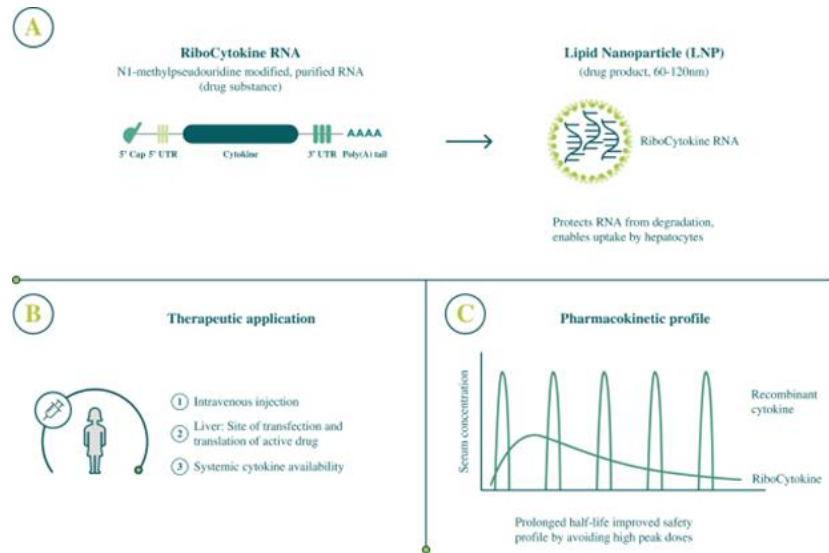 A
RiboCytokine RNA
N1-methylpseudouridine modified, purified RNA
(drug substance)
5' Cap 5' UTR Cytokine 3' UTR Poly(A) tail
AAAA
Lipid Nanoparticle (LNP)
(drug product, 60-120nm)
RiboCytokine RNA
Protects RNA from degradation,
enables uptake by hepatocytes
B
Therapeutic application
1 Intravenous injection
2 Liver: Site of transfection and
translation of active drug
3 Systemic cytokine availability
C
Pharmacokinetic profile
Serum concentration
Recombinant
cytokine
RiboCytokine
Prolonged half-life improved safety
profile by avoiding high peak doses